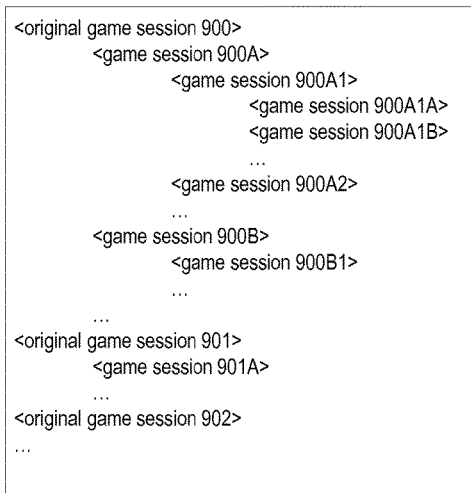 <original game session 900>
<game session 900A>
<game session 900A1>
<game session 900A1A>
<game session 900A1B>
...
<game session 900A2>
...
<game session 900B>
<game session 900B1>
...
...
<original game session 901>
<game session 901A>
...
<original game session 902>
...